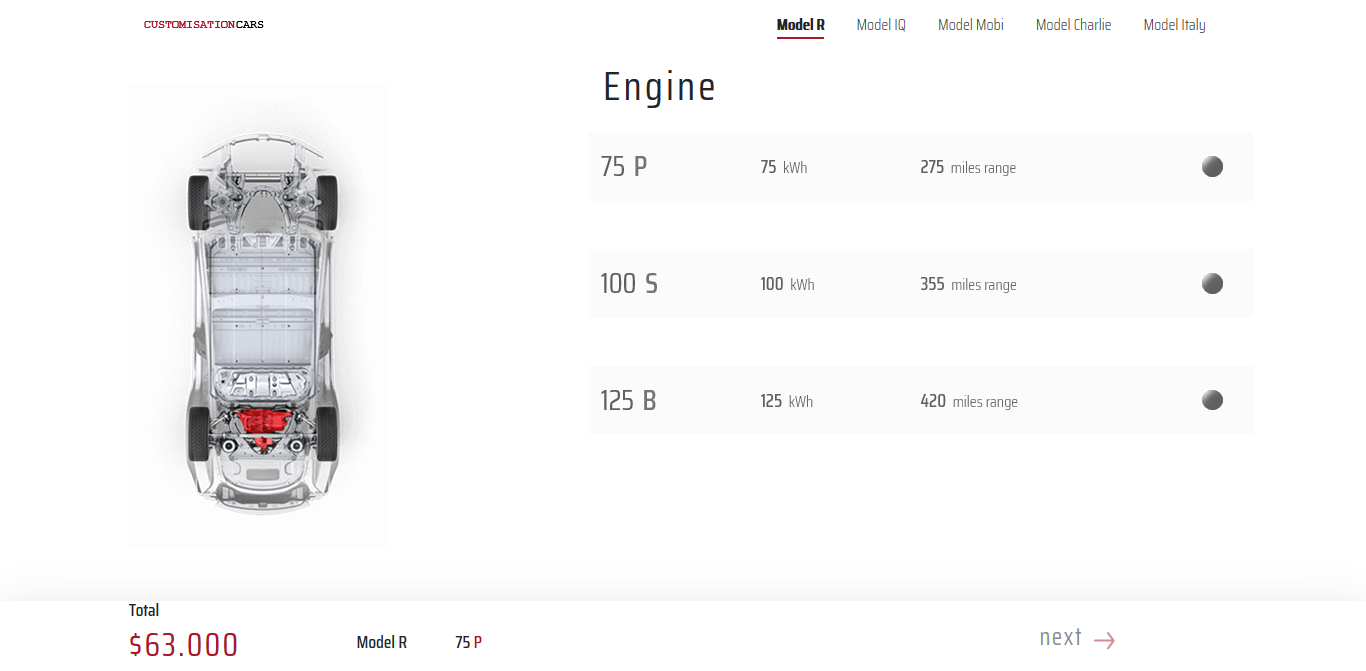 CUSTOMISATIONCARS
Model R Model IQ Model Mobi Model Charlie Model Italy
Engine
75 P 75 kWh 275 miles range
100 S 100 kWh 355 miles range
125 B 125 kWh 420 miles range
Total
$63.000 Model R 75 P next →